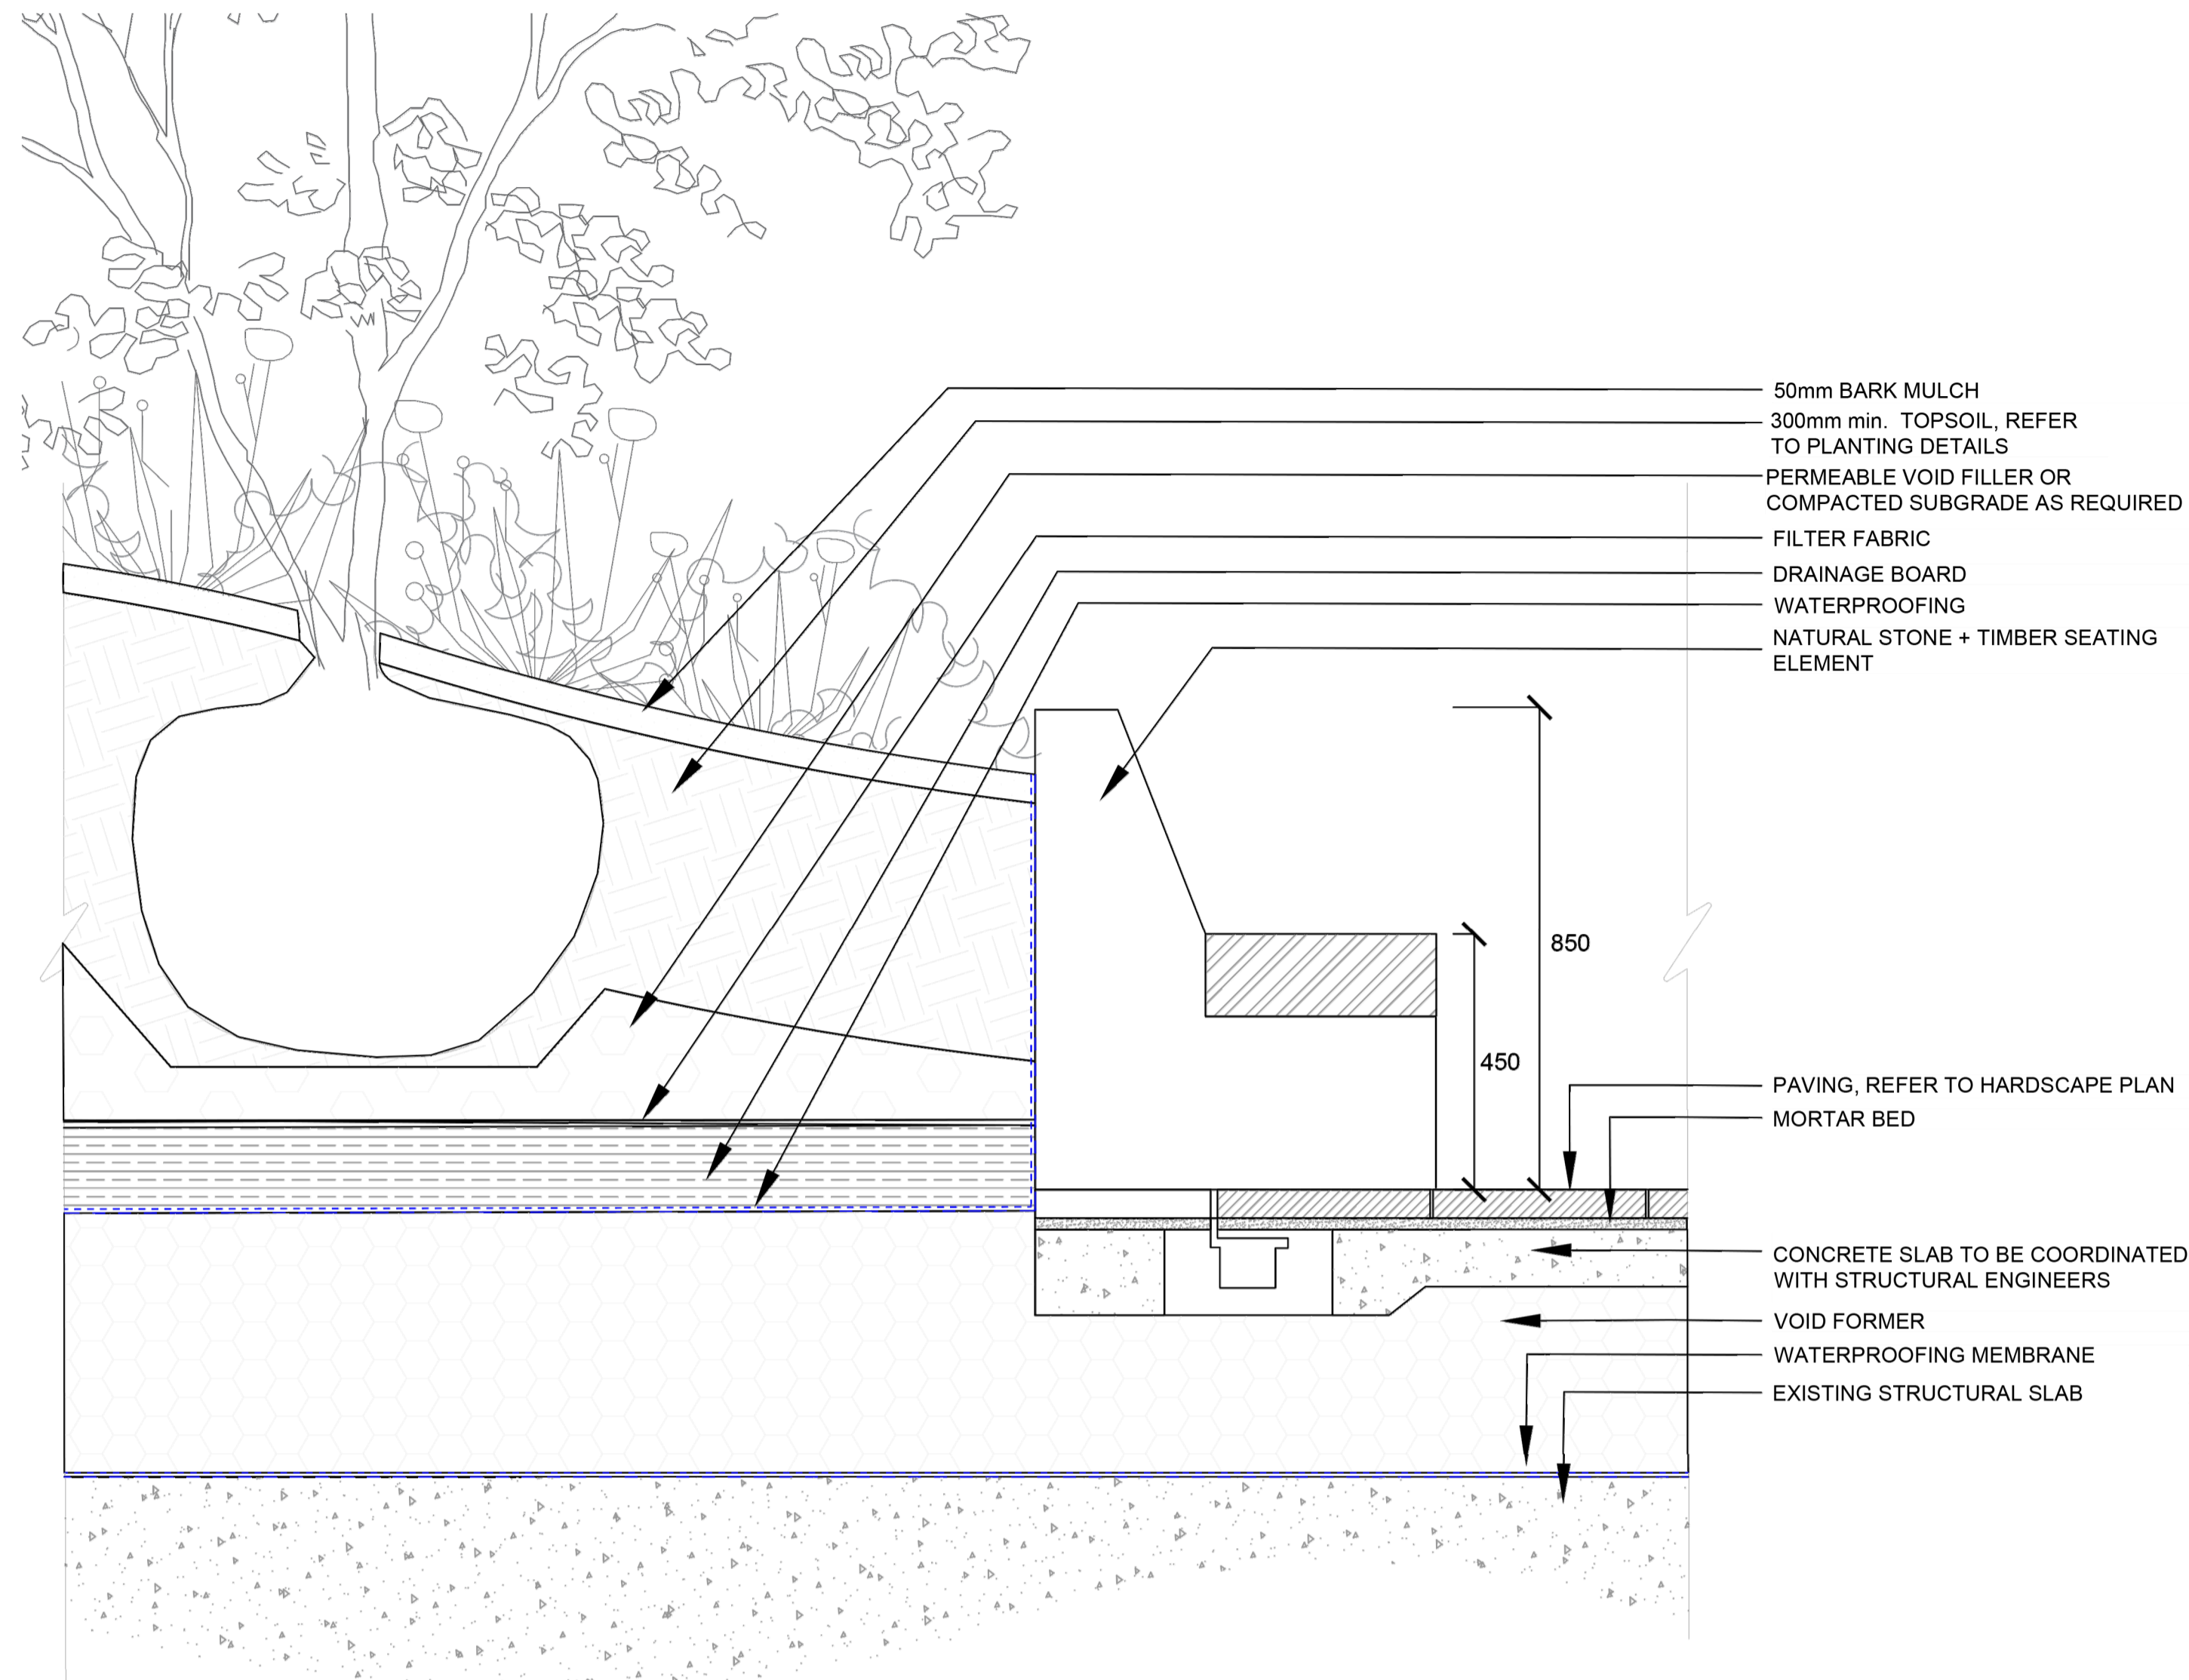 50mm BARK MULCH
300mm min.  TOPSOIL, REFER
TO PLANTING DETAILS
PERMEABLE VOID FILLER OR
COMPACTED SUBGRADE AS REQUIRED
FILTER FABRIC
DRAINAGE BOARD
WATERPROOFING
NATURAL STONE + TIMBER SEATING
ELEMENT
850
450
PAVING, REFER TO HARDSCAPE PLAN
MORTAR BED
CONCRETE SLAB TO BE COORDINATED
WITH STRUCTURAL ENGINEERS
VOID FORMER
WATERPROOFING MEMBRANE
EXISTING STRUCTURAL SLAB